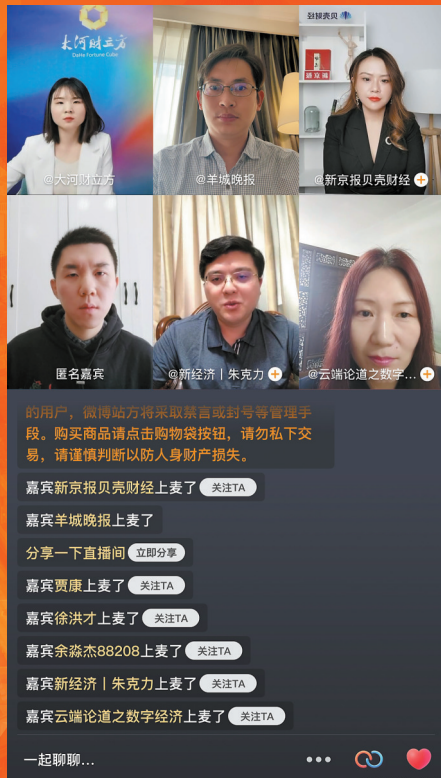 大河财立方
DaHe Fortune Cube
贝壳财经
新京报
@大河财立方
@羊城晚报
@新京报贝壳财经
匿名嘉宾
@新经济丨朱克力
@云端论道之数字...
的用户，微博站方将采取禁言或封号等管理手
段。购买商品请点击购物袋按钮，请勿私下交
易，请谨慎判断以防人身财产损失。
嘉宾新京报贝壳财经上麦了 关注TA
嘉宾羊城晚报上麦了
分享一下直播间 立即分享
嘉宾贾康上麦了 关注TA
嘉宾徐洪才上麦了 关注TA
嘉宾余淼杰88208上麦了 关注TA
嘉宾新经济丨朱克力上麦了 关注TA
嘉宾云端论道之数字经济上麦了 关注TA
一起聊聊...